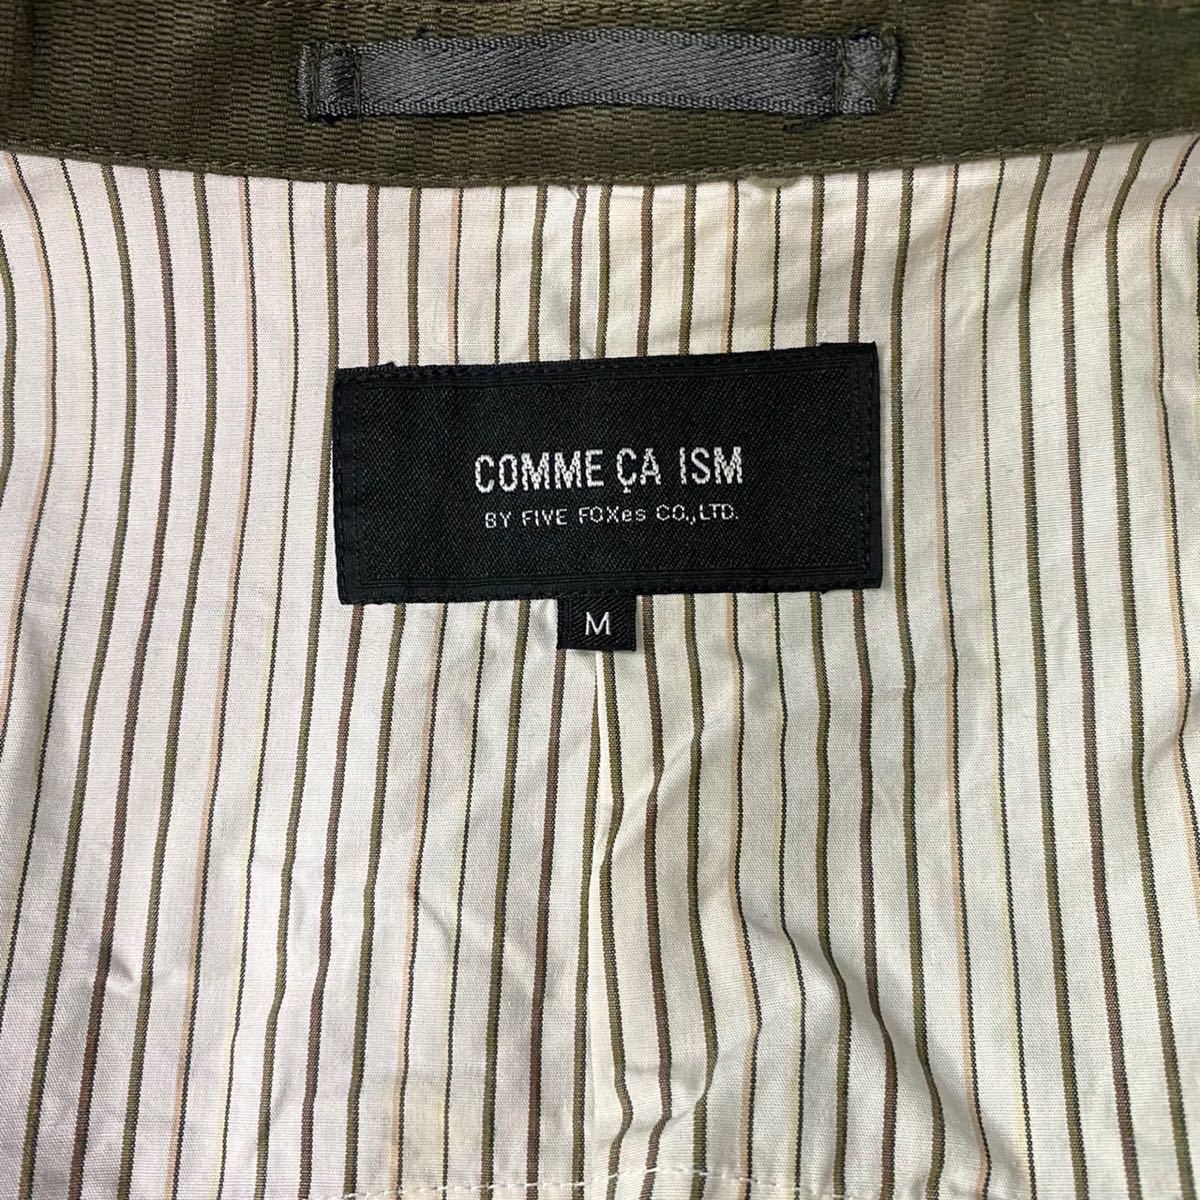 COMME ÇA ISM
BY FIVE FOXes CO.,LTD.
M